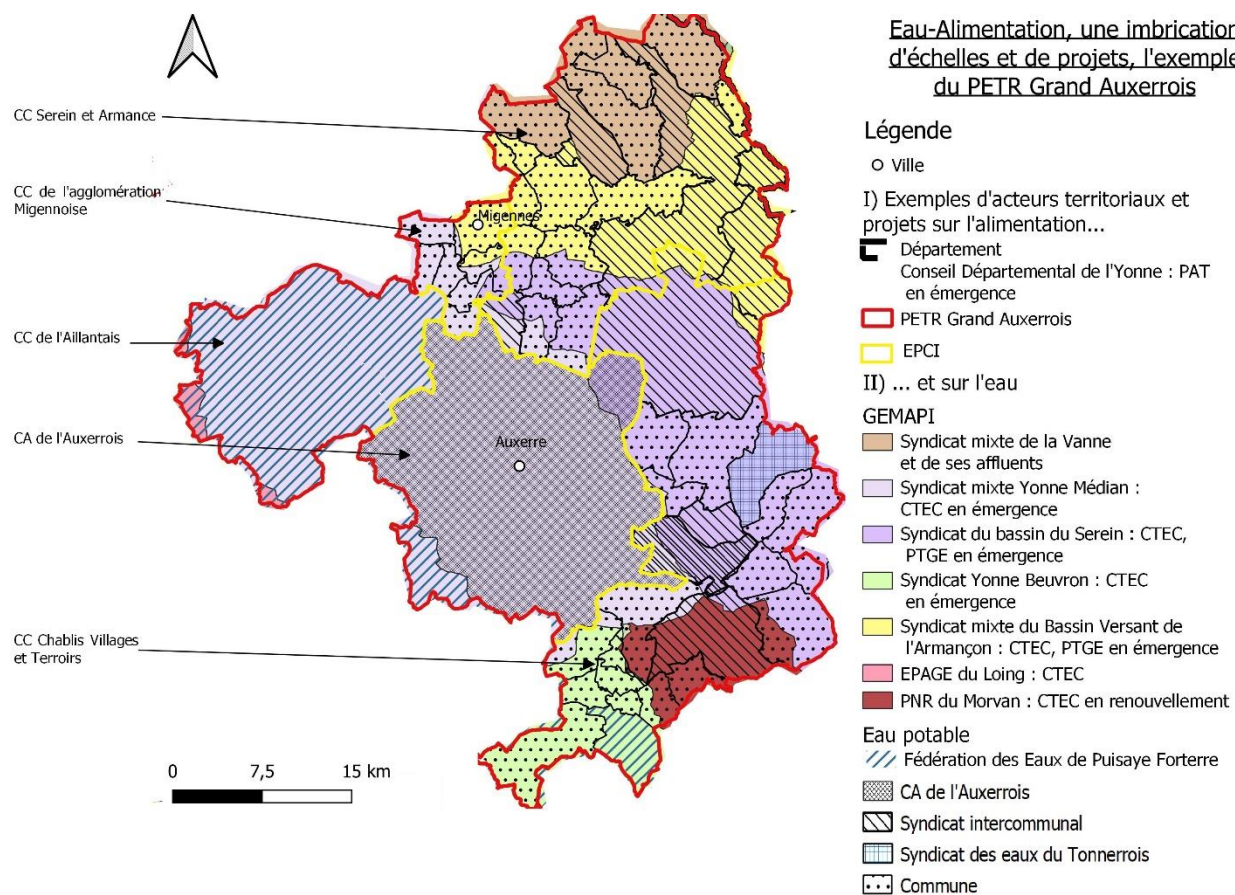 Eau-Alimentation, une imbrication
d'échelles et de projets, l'exemple
du PETR Grand Auxerrois
CC Serein et Armance
CC de l'agglomération
Migennoise
Migennes
CC de l'Aillantais
CA de l'Auxerrois
Auxerre
CC Chablis Villages
et Terroirs
0 7,5 15 km
Légende
Ville
I) Exemples d'acteurs territoriaux et
projets sur l'alimentation...
Département
Conseil Départemental de l'Yonne : PAT
en émergence
PETR Grand Auxerrois
EPCI
II) ... et sur l'eau
GEMAPI
Syndicat mixte de la Vanne
et de ses affluents
Syndicat mixte Yonne Médian :
CTEC en émergence
Syndicat du bassin du Serein : CTEC,
PTGE en émergence
Syndicat Yonne Beuvron : CTEC
en émergence
Syndicat mixte du Bassin Versant de
l'Armançon : CTEC, PTGE en émergence
EPAGE du Loing : CTEC
PNR du Morvan : CTEC en renouvellement
Eau potable
Fédération des Eaux de Puisaye Forterre
CA de l'Auxerrois
Syndicat intercommunal
Syndicat des eaux du Tonnerrois
Commune